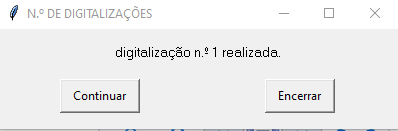 N.º DE DIGITALIZAÇÕES
digitalização n.º 1 realizada.
Continuar
Encerrar